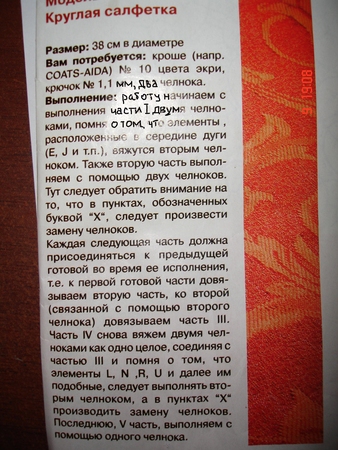 Круглая салфетка
Размер: 38 см в диаметре
Вам потребуется: кроше (напр.
COATS-AIDA) № 10 цвета экри,
крючок № 1,1 мм, два челнока.
Выполнение: работу начинаем с
выполнения части I двумя челно-
ками, помня о том, что элементы,
расположенные в середине дуги
(E, J и т.п.), вяжутся вторым чел-
ноком. Также вторую часть выпол-
няем с помощью двух челноков.
Тут следует обратить внимание на
то, что в пунктах, обозначенных
буквой "X", следует произвести
замену челноков.
Каждая следующая часть должна
присоединяться к предыдущей
готовой во время ее исполнения,
т.е. к первой готовой части довя-
зываем вторую часть, ко второй
(связанной с помощью второго
челнока) довязываем часть III.
Часть IV снова вяжем двумя чел-
ноками как одно целое, соединяя с
частью III и помня о том, что
элементы L, N ,R, U и далее им
подобные, следует выполнять вто-
рым челноком, а в пунктах "X"
производить замену челноков.
Последнюю, V часть, выполняем с
помощью одного челнока.
19:08